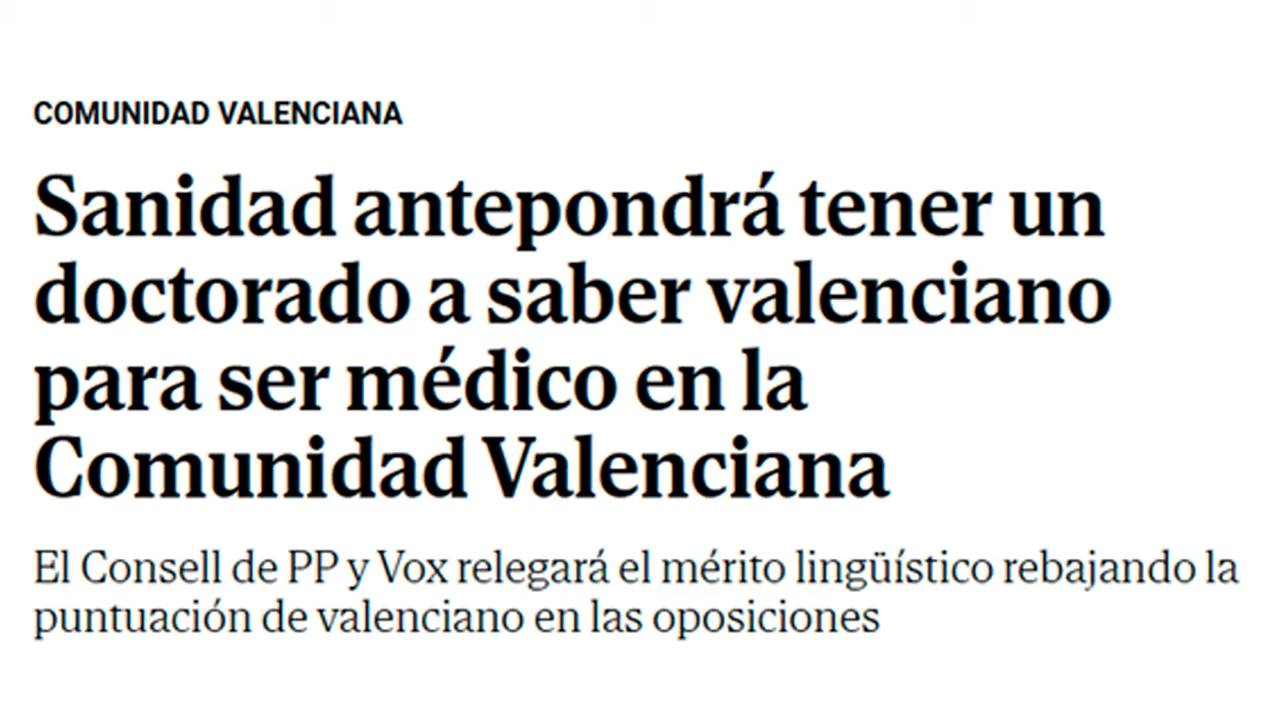 COMUNIDAD VALENCIANA
Sanidad antepondrá tener un
doctorado a saber valenciano
para ser médico en la
Comunidad Valenciana
El Consell de PP y Vox relegará el mérito lingüístico rebajando la
puntuación de valenciano en las oposiciones